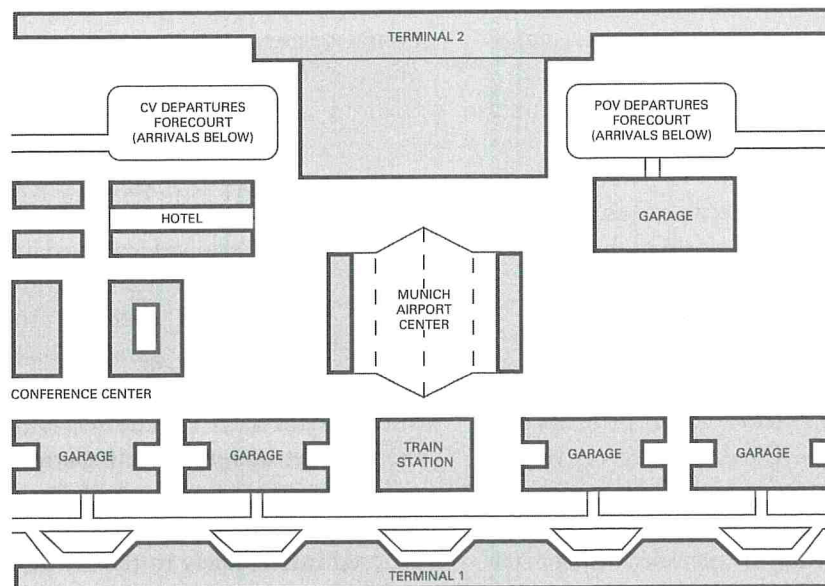 TERMINAL 2
CV DEPARTURES
FORECOURT
(ARRIVALS BELOW)
POV DEPARTURES
FORECOURT
(ARRIVALS BELOW)
HOTEL
GARAGE
MUNICH
AIRPORT
CENTER
CONFERENCE CENTER
GARAGE
GARAGE
TRAIN
STATION
GARAGE
GARAGE
TERMINAL 1